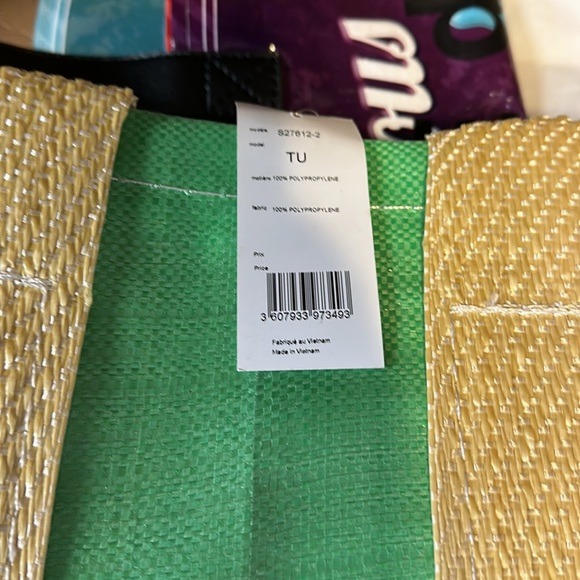 modèle
model S27612-2
TU
matière 100% POLYPROPYLENE
fabric 100% POLYPROPYLENE
Prix
Price
3 607933 973493
Fabriqué au Vietnam
Made in Vietnam